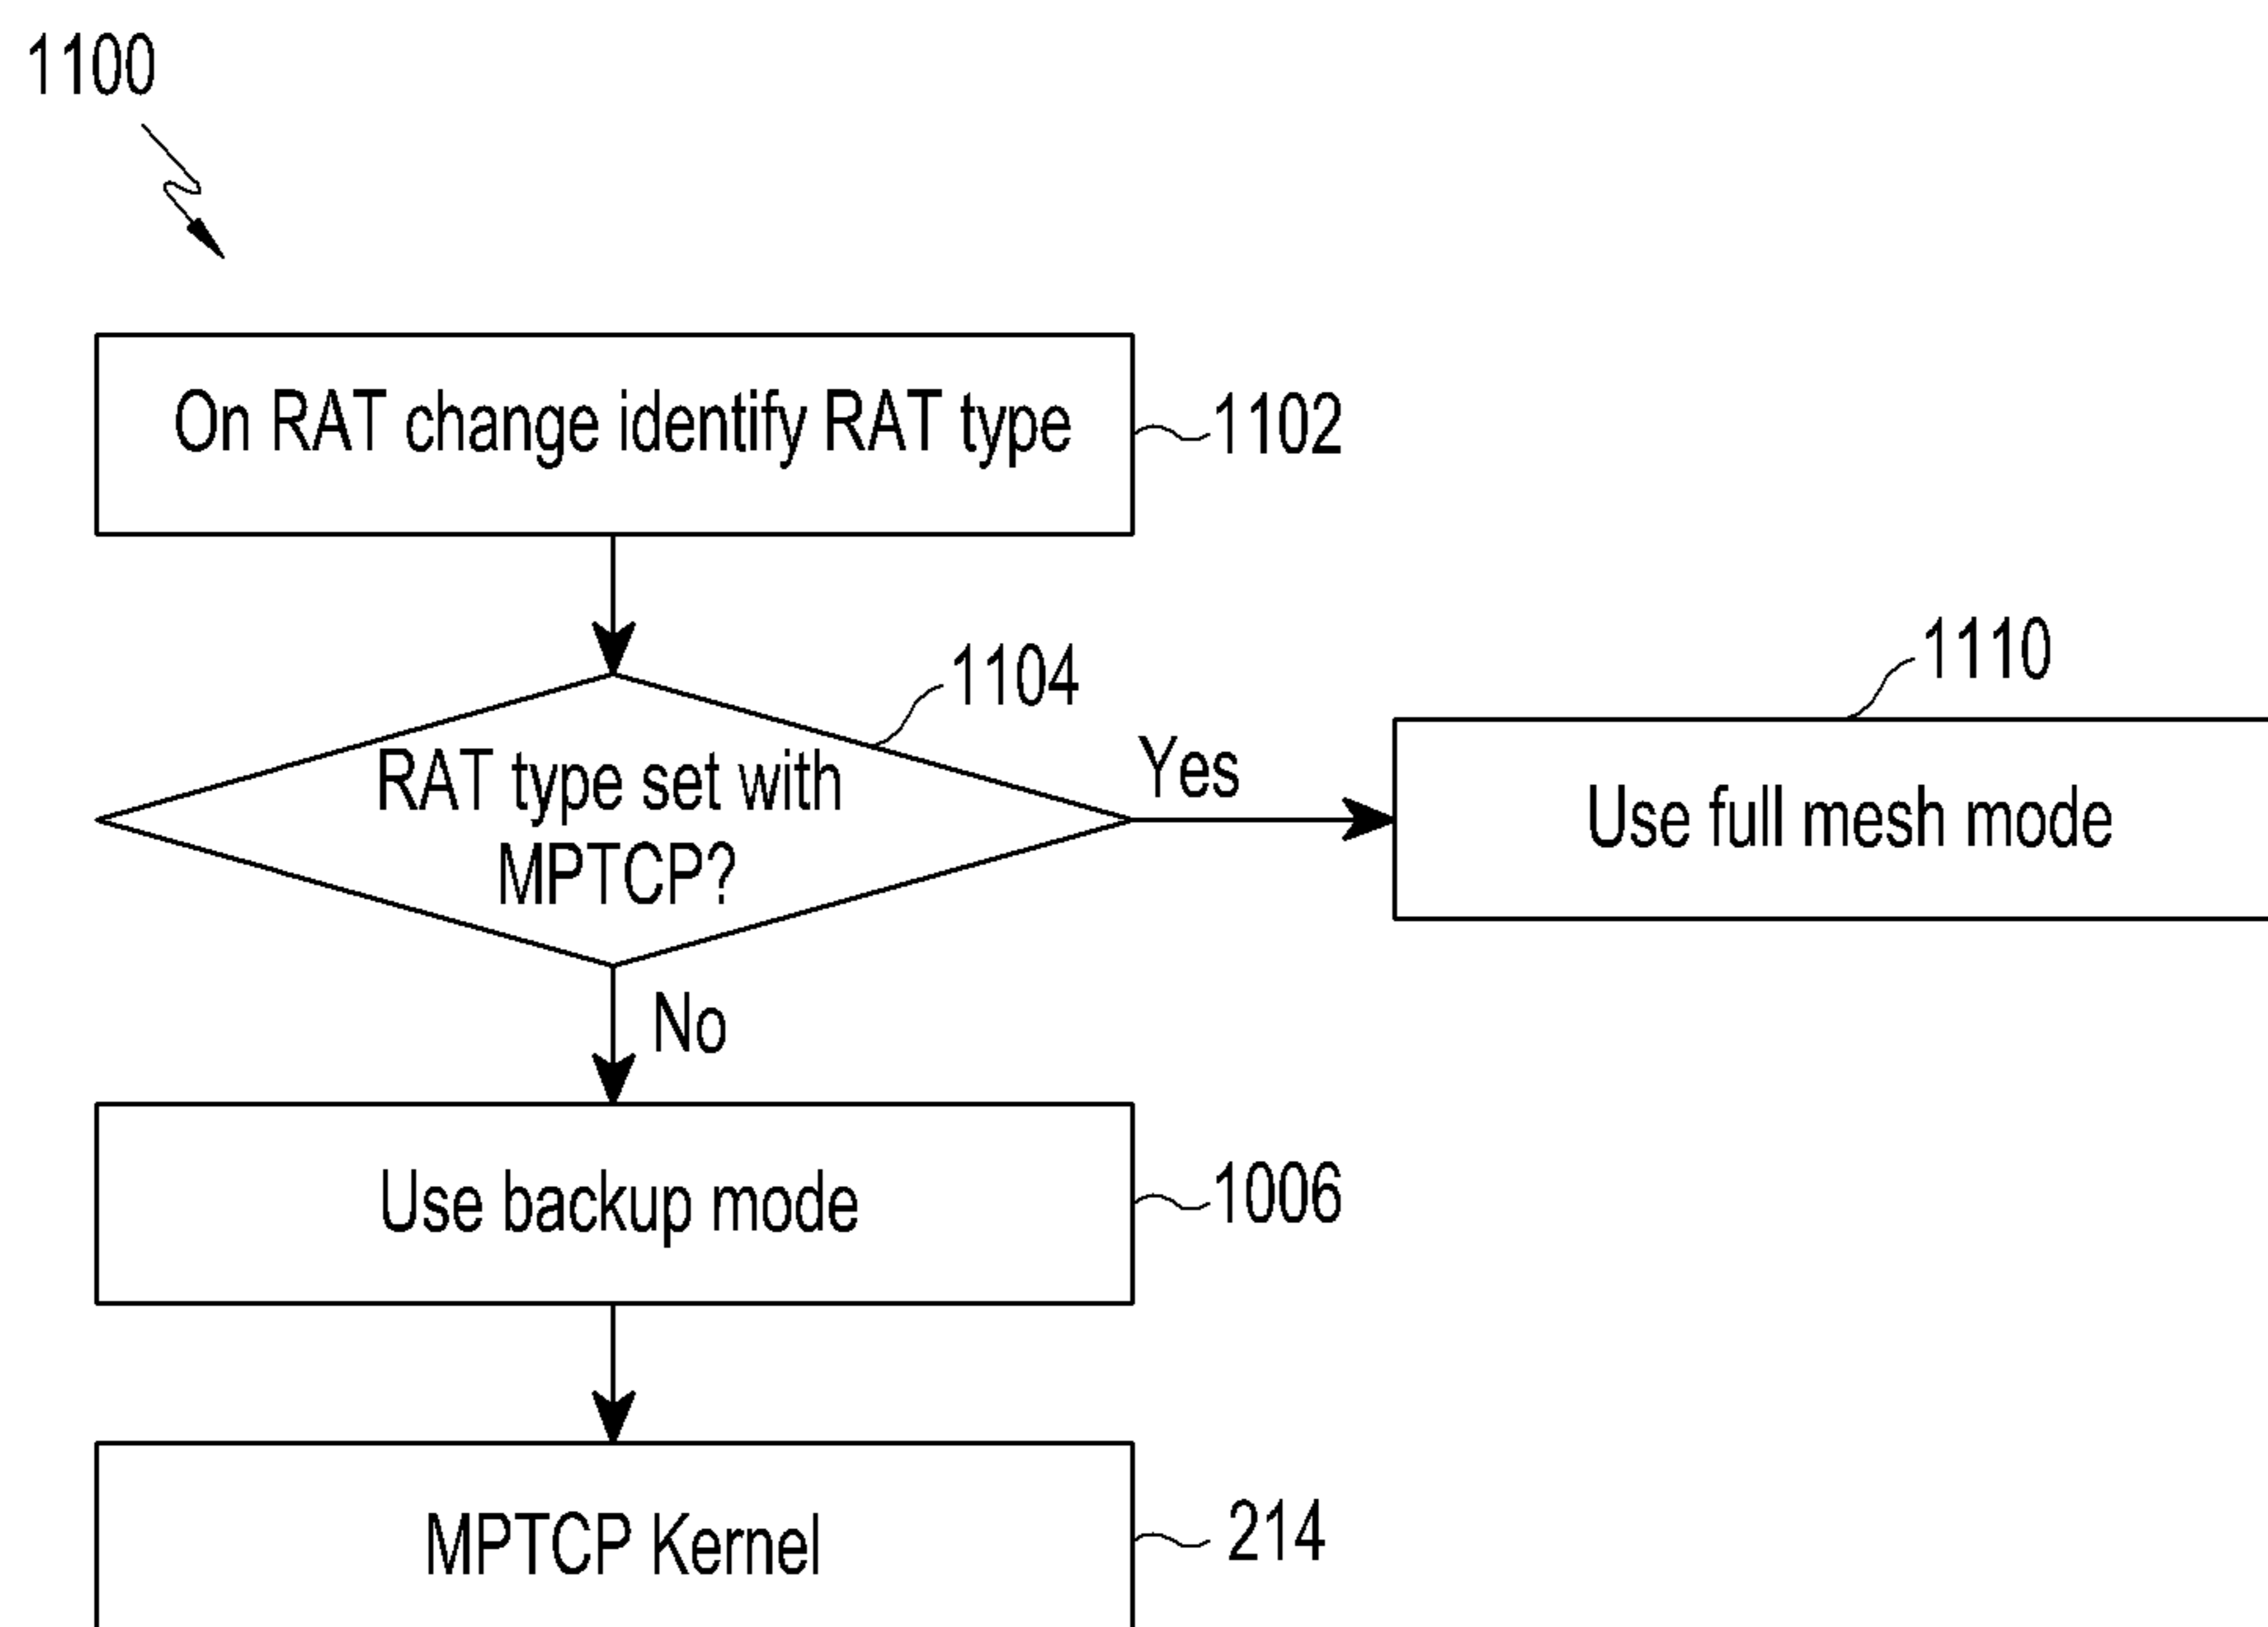 1100
On RAT change identify RAT type
1102
1104
RAT type set with
MPTCP?
Yes
1110
Use full mesh mode
No
Use backup mode
1006
MPTCP Kernel
214